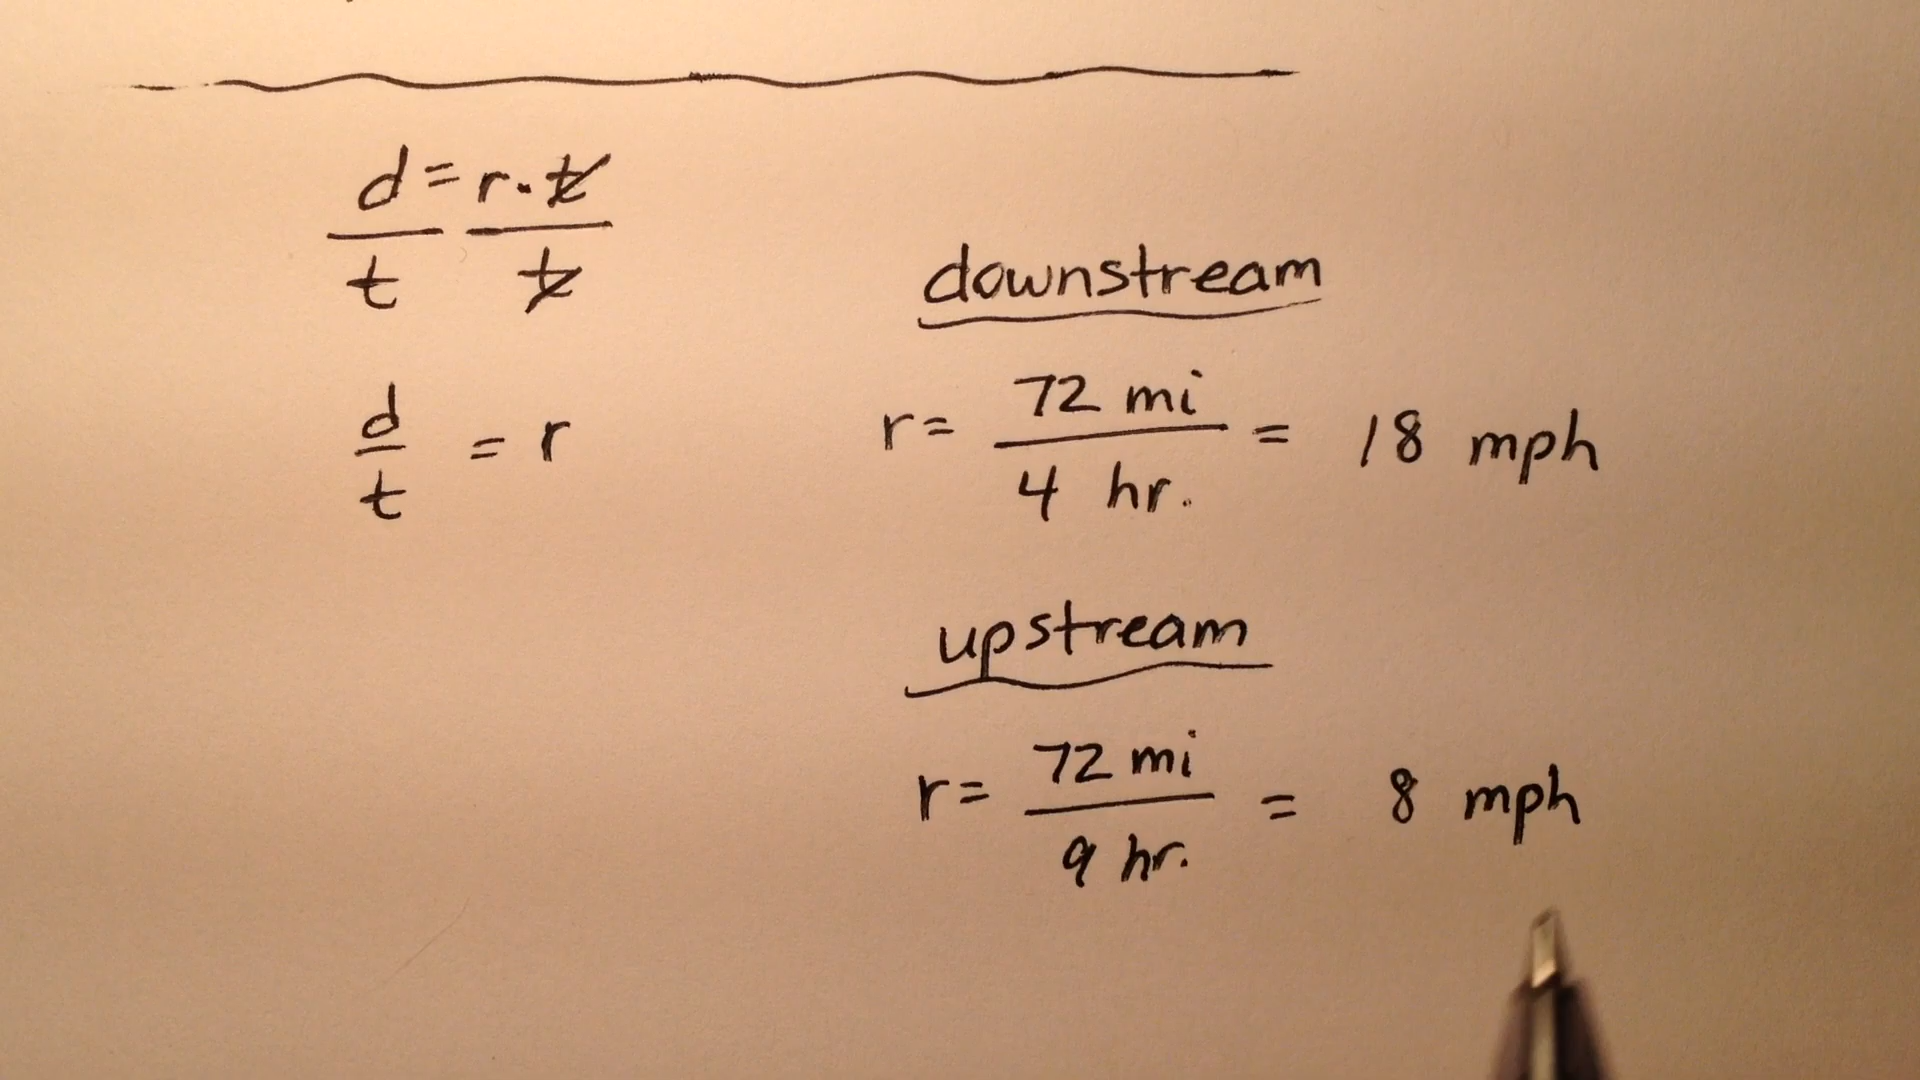 d = r · t
t t
d/t = r
downstream
r = 72 mi / 4 hr. = 18 mph
upstream
r = 72 mi / 9 hr. = 8 mph